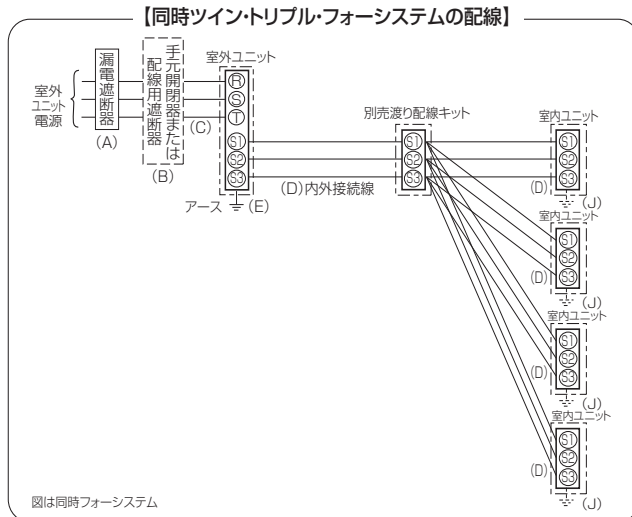 【同時ツイン・トリプル・フォーシステムの配線】
室外
ユニット
電源
漏電遮断器
(A)
手元開閉器または
配線用遮断器
(B)
(C)
室外ユニット
R
S
T
S1
S2
S3
アース
(E)
(D)内外接続線
別売渡り配線キット
S1
S2
S3
室内ユニット
S1
S2
S3
(D)
(J)
室内ユニット
S1
S2
S3
(D)
(J)
室内ユニット
S1
S2
S3
(D)
(J)
室内ユニット
S1
S2
S3
(D)
(J)
図は同時フォーシステム